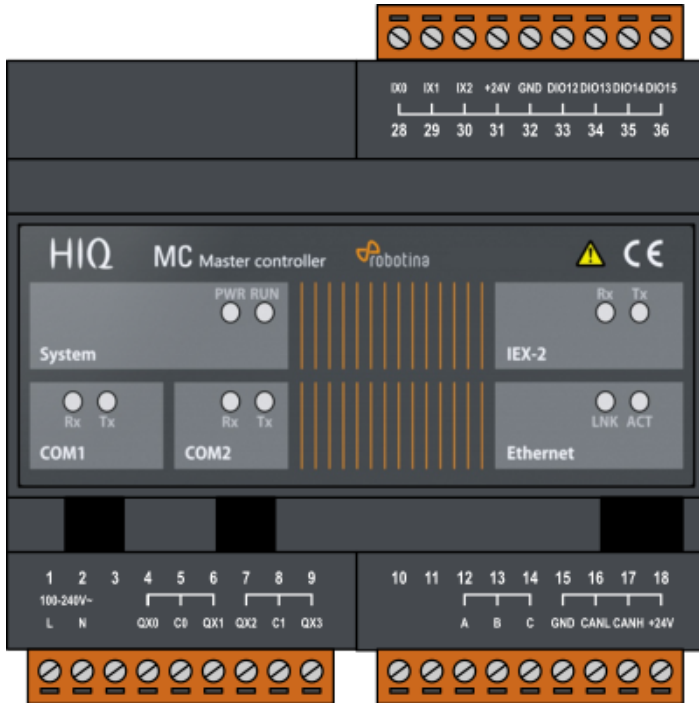 IX0 IX1 IX2 +24V GND DIO12 DIO13 DIO14 DIO15
28 29 30 31 32 33 34 35 36
HIQ MC Master controller robotina CE
PWR RUN
System
Rx Tx
IEX-2
Rx Tx
COM1
Rx Tx
COM2
LNK ACT
Ethernet
1 2 3 4 5 6 7 8 9
100-240V~
L N QX0 C0 QX1 QX2 C1 QX3
10 11 12 13 14 15 16 17 18
A B C GND CANL CANH +24V